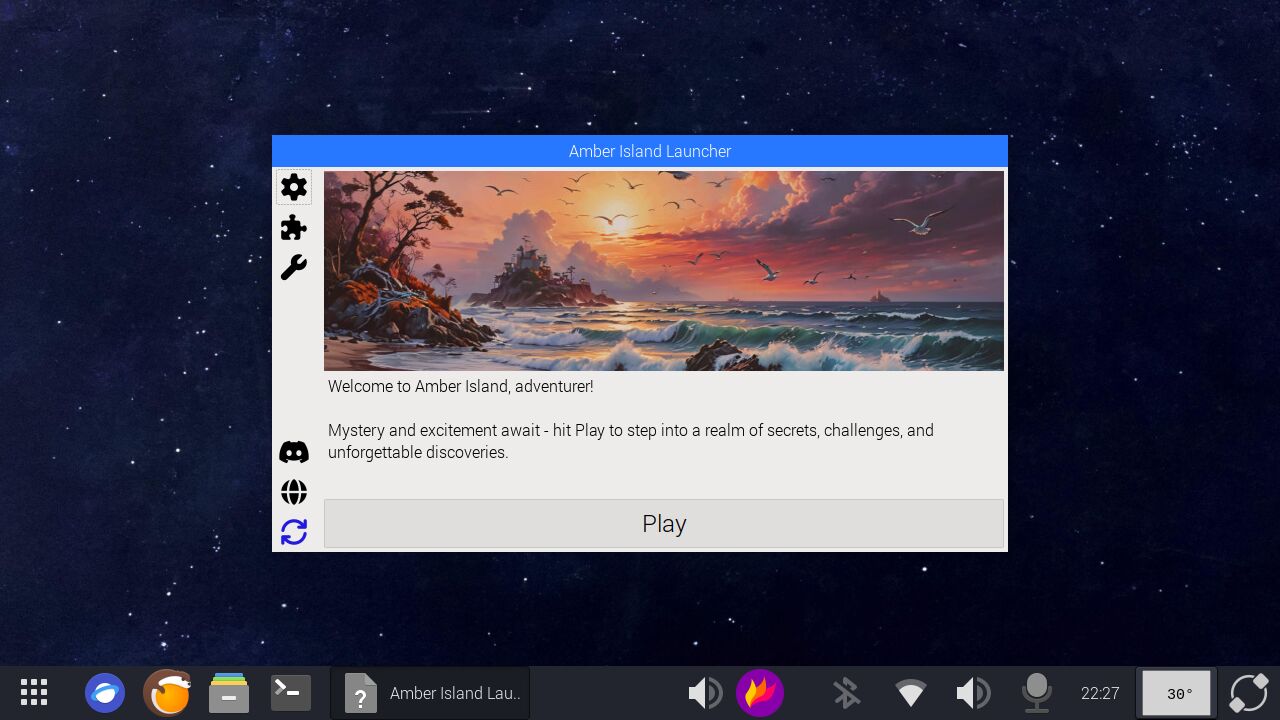 Amber Island Launcher
Welcome to Amber Island, adventurer!
Mystery and excitement await - hit Play to step into a realm of secrets, challenges, and
unforgettable discoveries.
Play
Amber Island Lau..
22:27
30°